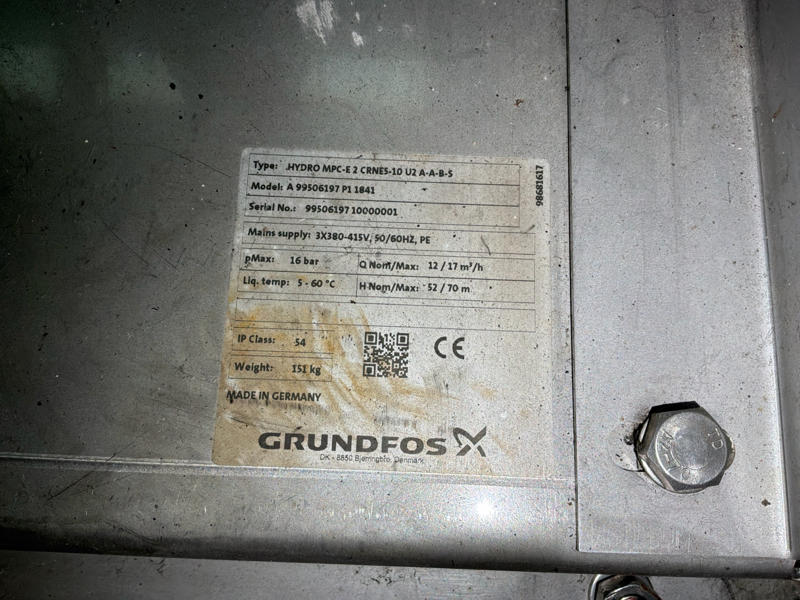 Type: .HYDRO MPC-E 2 CRNE5-10 U2 A-A-B-S
Model: A 99506197 P1 1841
Serial No.: 99506197 10000001
Mains supply: 3X380-415V, 50/60HZ, PE
pMax: 16 bar Q Nom/Max: 12 / 17 m³/h
Liq. temp: 5 - 60 °C H Nom/Max: 52 / 70 m
IP Class: 54
Weight: 151 kg
CE
MADE IN GERMANY
GRUNDFOS
DK - 8850 Bjerringbro, Denmark
98681617